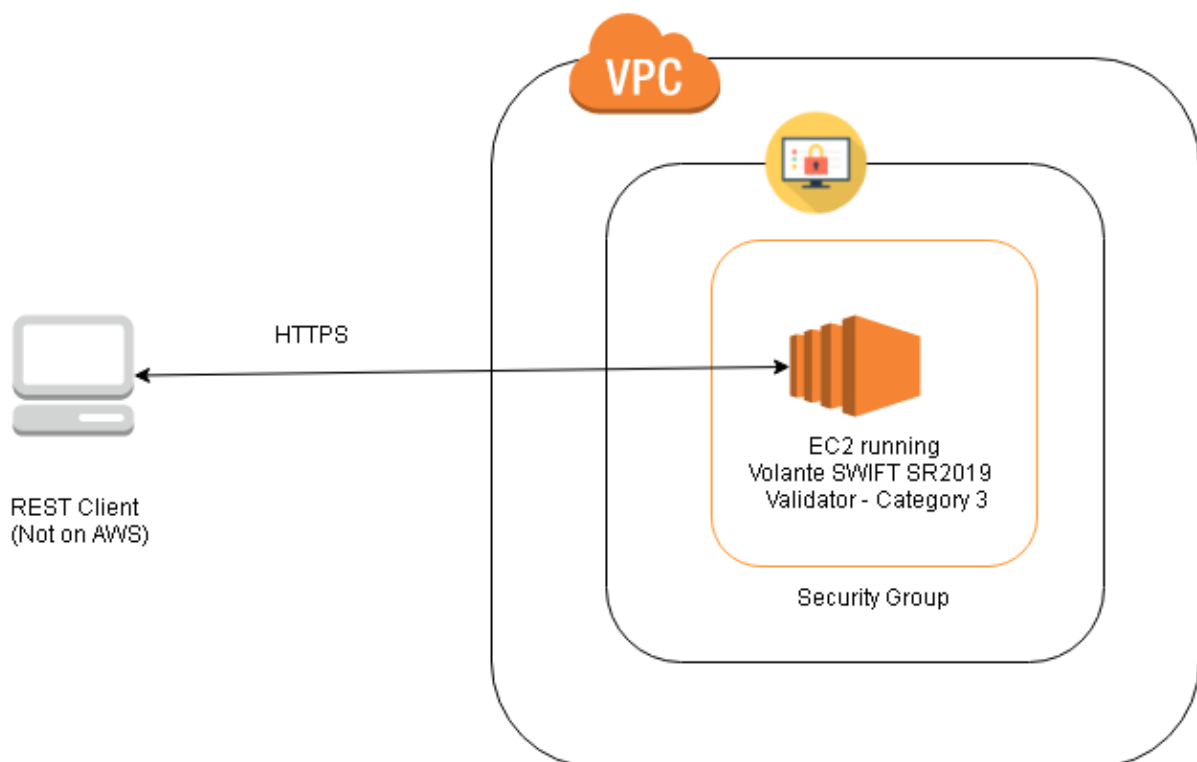 VPC
HTTPS
REST Client
(Not on AWS)
EC2 running
Volante SWIFT SR2019
Validator - Category 3
Security Group